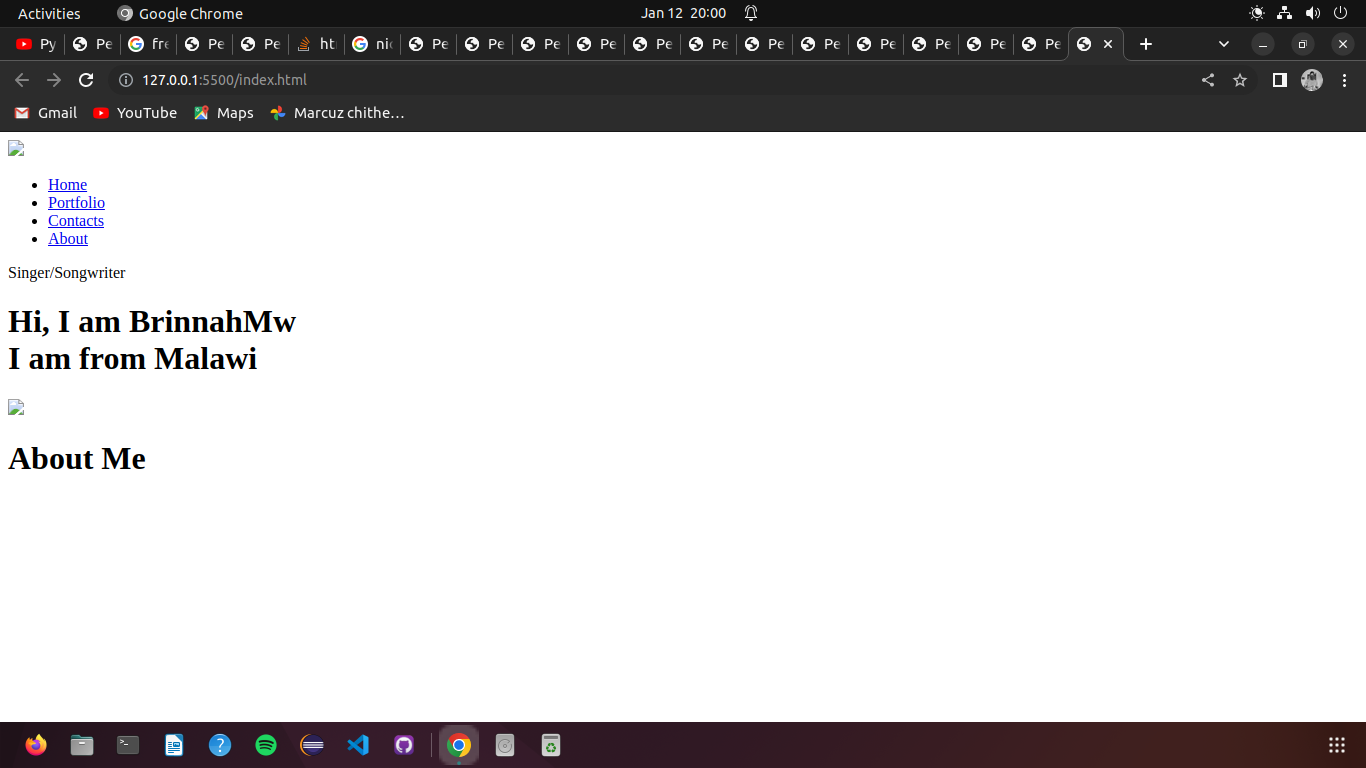 Activities Google Chrome Jan 12 20:00
Py Pe fre Pe Pe ht nic Pe Pe Pe Pe Pe Pe Pe Pe Pe Pe Pe Pe
127.0.0.1:5500/index.html
Gmail YouTube Maps Marcuz chithe…
Home
Portfolio
Contacts
About
Singer/Songwriter
Hi, I am BrinnahMw
I am from Malawi
About Me